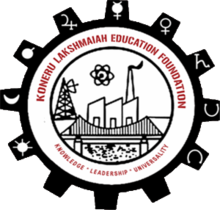 KONERU LAKSHMAIAH EDUCATION FOUNDATION
KNOWLEDGE • LEADERSHIP • UNIVERSALITY